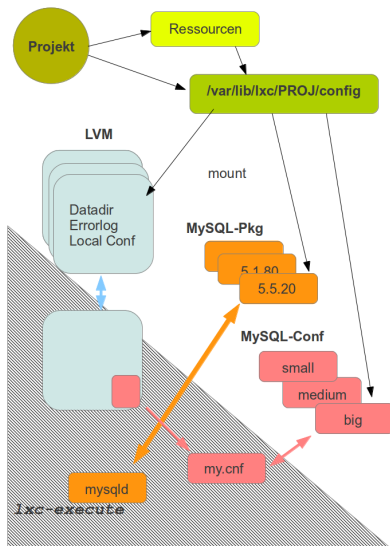 Projekt
Ressourcen
/var/lib/lxc/PROJ/config
LVM
mount
Datadir
Errorlog
Local Conf
MySQL-Pkg
5.1.80
5.5.20
MySQL-Conf
small
medium
big
my.cnf
mysqld
lxc-execute